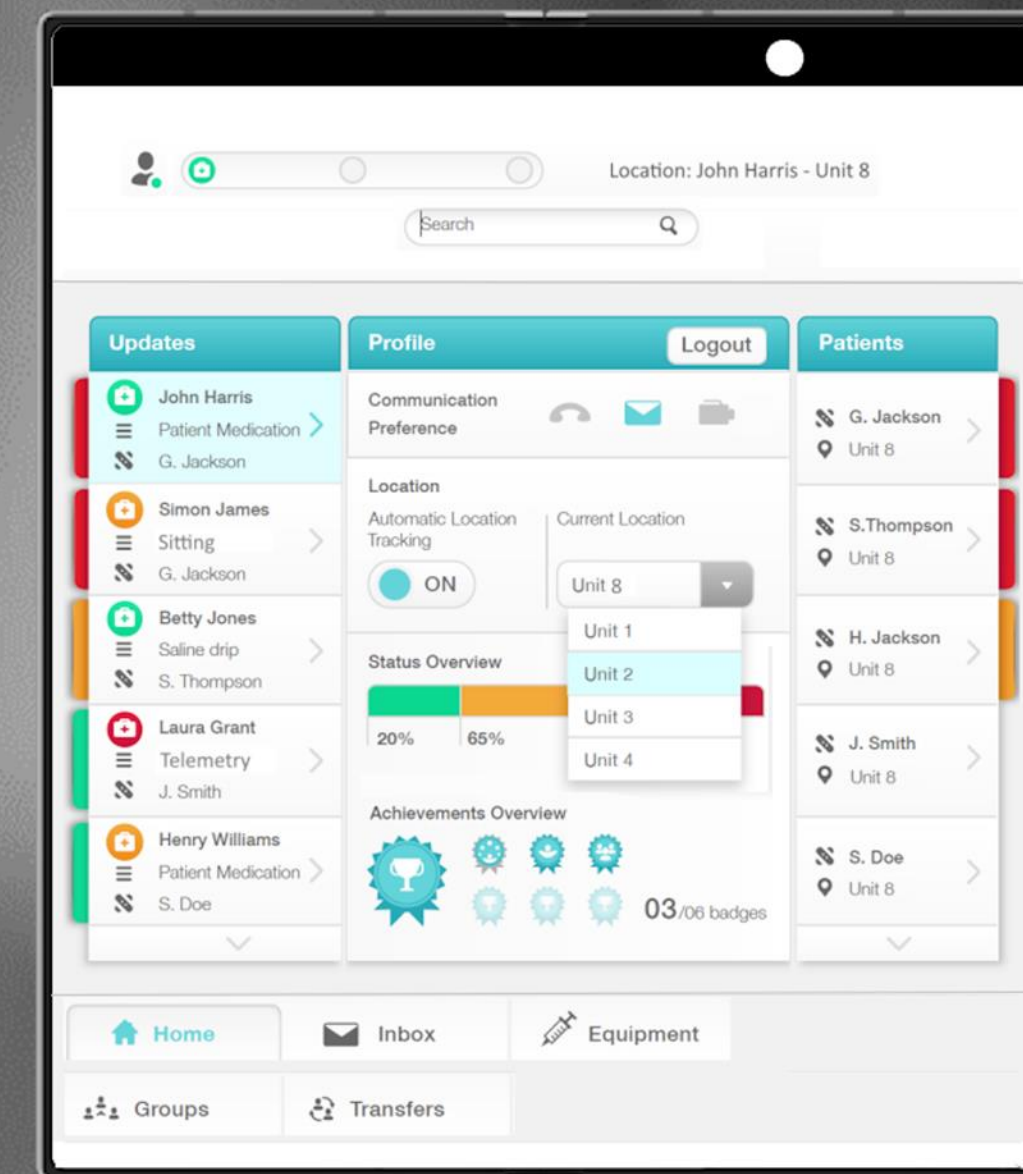 Location: John Harris - Unit 8
Search
Updates
John Harris
Patient Medication
G. Jackson
Simon James
Sitting
G. Jackson
Betty Jones
Saline drip
S. Thompson
Laura Grant
Telemetry
J. Smith
Henry Williams
Patient Medication
S. Doe
Profile
Logout
Communication
Preference
Location
Automatic Location
Tracking
ON
Current Location
Unit 8
Unit 1
Unit 2
Unit 3
Unit 4
Status Overview
20%
65%
Achievements Overview
03/06 badges
Patients
G. Jackson
Unit 8
S.Thompson
Unit 8
H. Jackson
Unit 8
J. Smith
Unit 8
S. Doe
Unit 8
Home
Inbox
Equipment
Groups
Transfers